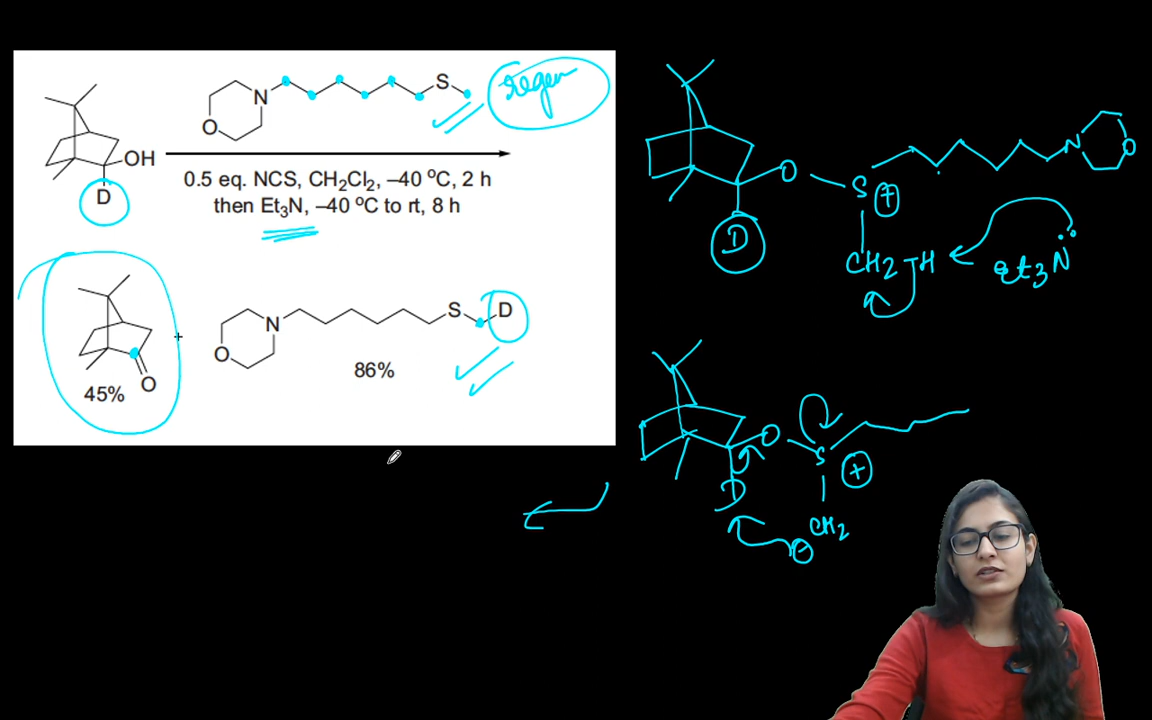 S
N
regen
O
OH
D
0.5 eq. NCS, CH₂Cl₂, –40 °C, 2 h
then Et₃N, –40 °C to rt, 8 h
N
S
D
O
O
45%
+
86%
O
S
+
N
O
D
CH2
H
et3N
O
S
+
D
CH2
-